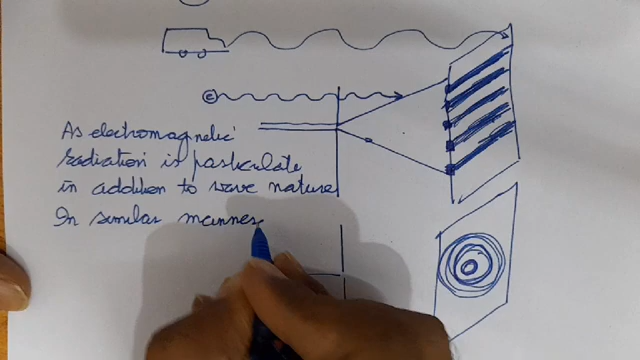 e
As electromagnetic
radiation is particulate
in addition to wave nature
In similar manner